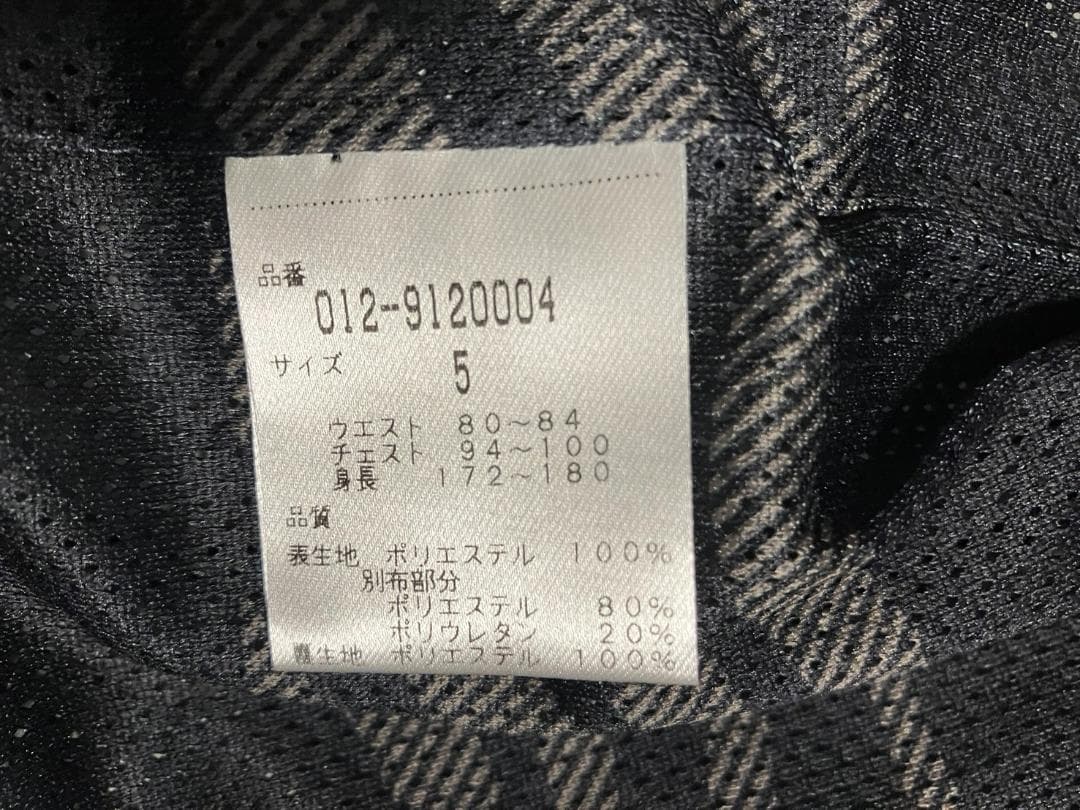 品番
012-9120004
サイズ 5
ウエスト 80～84
チェスト 94～100
身長 172～180
品質
表生地 ポリエステル 100%
別布部分
ポリエステル 80%
ポリウレタン 20%
裏生地 ポリエステル 100%